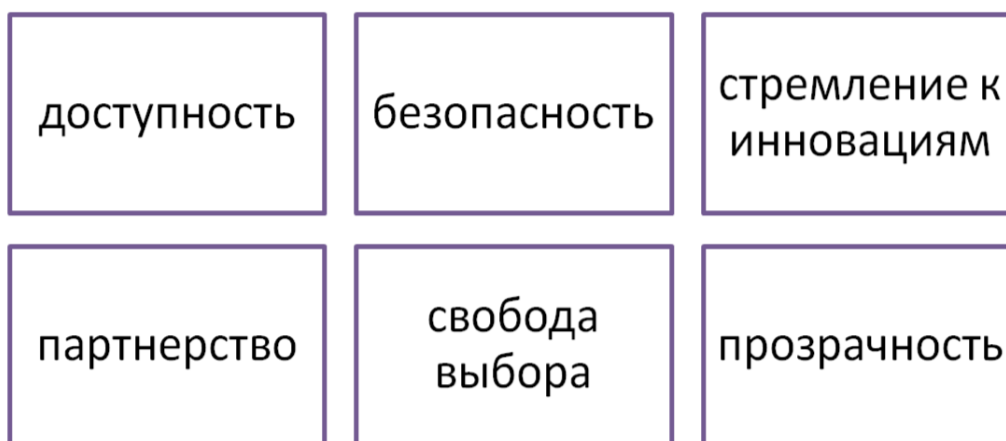 доступность
безопасность
стремление к
инновациям
партнерство
свобода
выбора
прозрачность